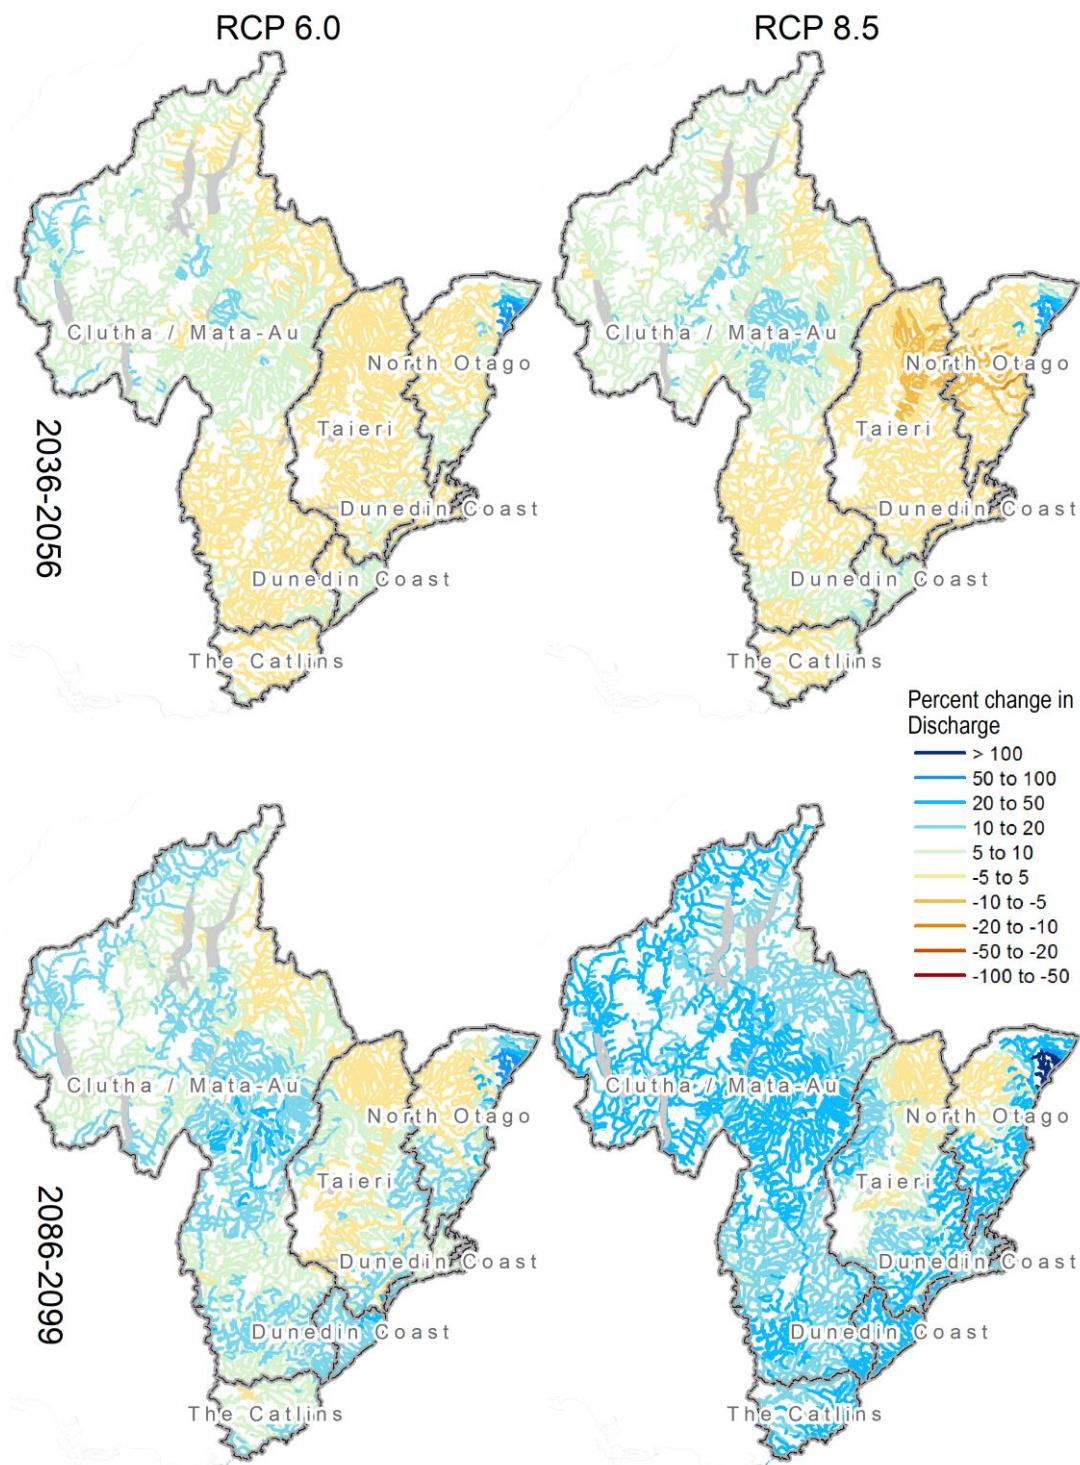 RCP 6.0
RCP 8.5
2036-2056
Clutha / Mata-Au
North Otago
Taieri
Dunedin Coast
Dunedin Coast
The Catlins
Clutha / Mata-Au
North Otago
Taieri
Dunedin Coast
Dunedin Coast
The Catlins
Percent change in
Discharge
> 100
50 to 100
20 to 50
10 to 20
5 to 10
-5 to 5
-10 to -5
-20 to -10
-50 to -20
-100 to -50
2086-2099
Clutha / Mata-Au
North Otago
Taieri
Dunedin Coast
Dunedin Coast
The Catlins
Clutha / Mata-Au
North Otago
Taieri
Dunedin Coast
Dunedin Coast
The Catlins